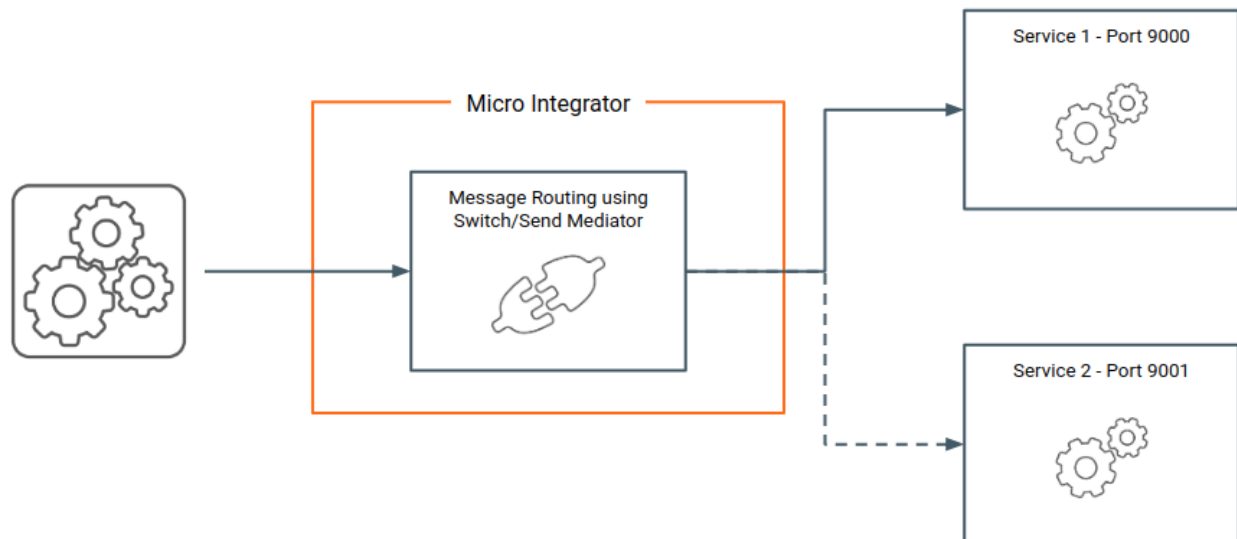 Service 1 - Port 9000
Micro Integrator
Message Routing using
Switch/Send Mediator
Service 2 - Port 9001